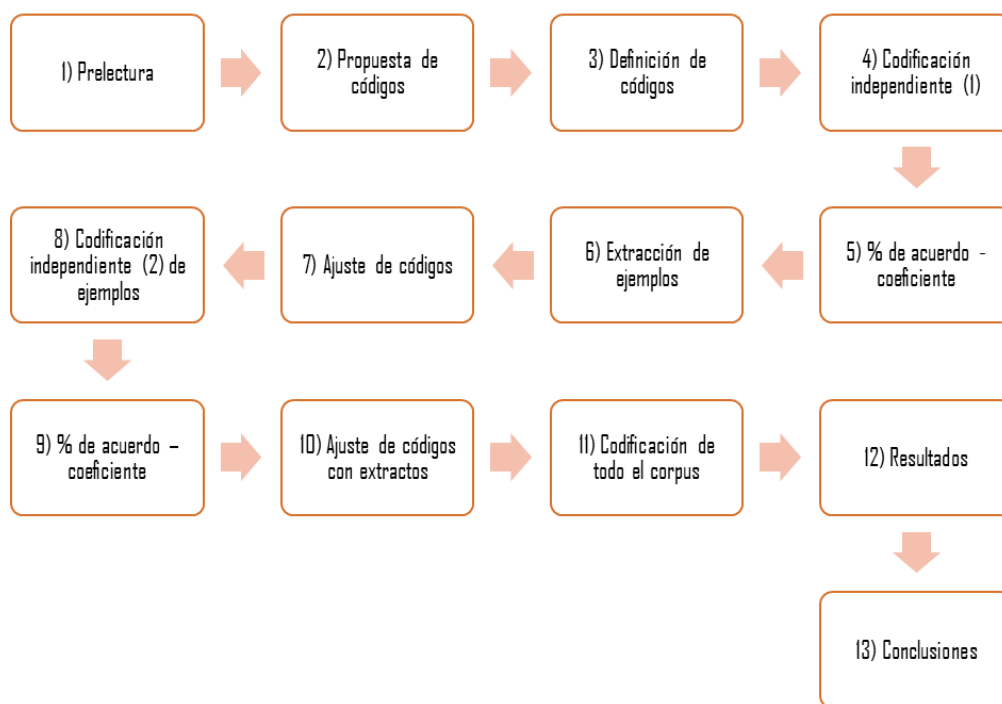 1) Prelectura
2) Propuesta de
códigos
3) Definición de
códigos
4) Codificación
independiente (1)
5) % de acuerdo -
coeficiente
6) Extracción de
ejemplos
7) Ajuste de códigos
8) Codificación
independiente (2) de
ejemplos
9) % de acuerdo –
coeficiente
10) Ajuste de códigos
con extractos
11) Codificación de
todo el corpus
12) Resultados
13) Conclusiones